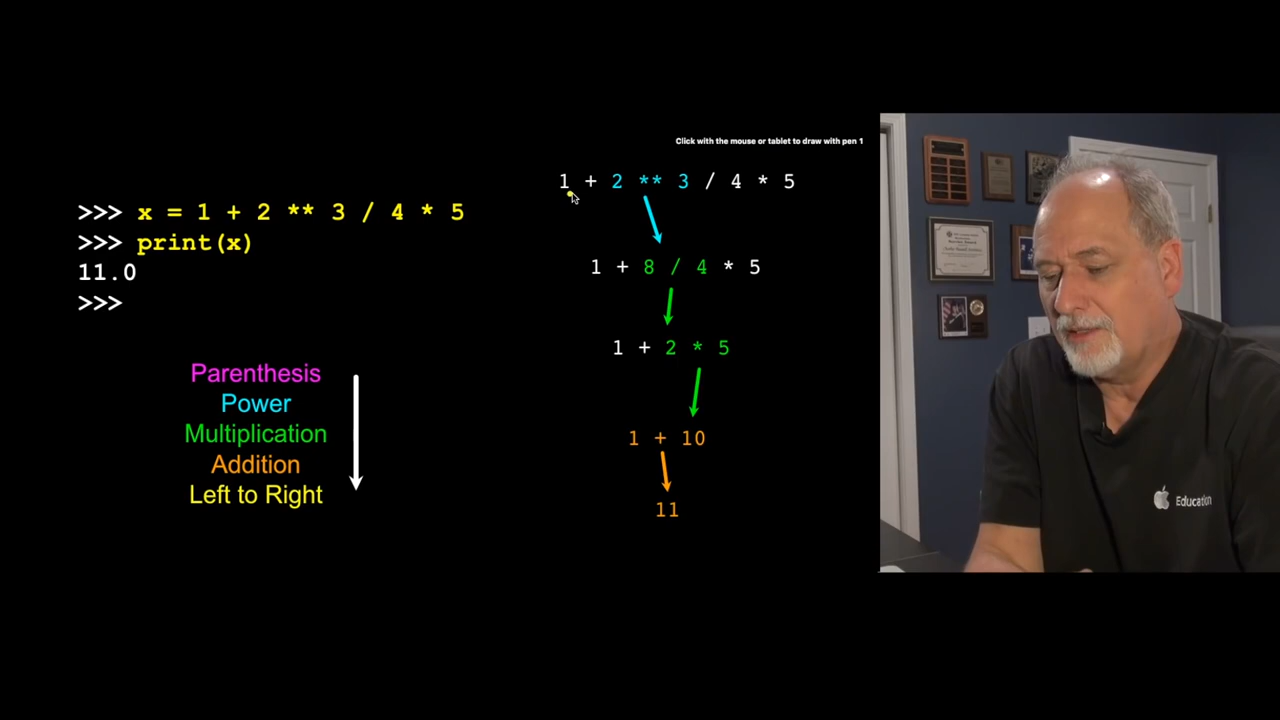 Click with the mouse or tablet to draw with pen 1
>>> x = 1 + 2 ** 3 / 4 * 5
>>> print(x)
11.0
>>>
Parenthesis
Power
Multiplication
Addition
Left to Right
1 + 2 ** 3 / 4 * 5
1 + 8 / 4 * 5
1 + 2 * 5
1 + 10
11
Education